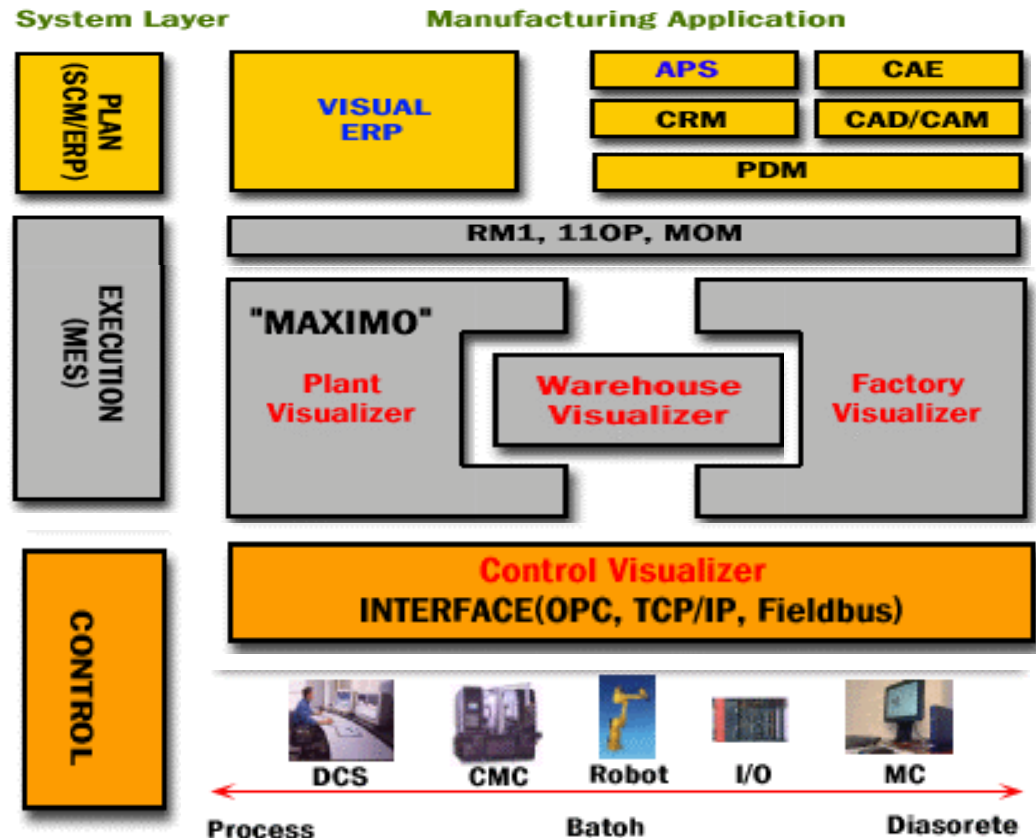 System Layer
Manufacturing Application
PLAN
(SCM/ERP)
VISUAL
ERP
APS
CAE
CRM
CAD/CAM
PDM
EXECUTION
(MES)
RM1, 11OP, MOM
"MAXIMO"
Plant
Visualizer
Warehouse
Visualizer
Factory
Visualizer
CONTROL
Control Visualizer
INTERFACE(OPC, TCP/IP, Fieldbus)
DCS
CMC
Robot
I/O
MC
Process
Batoh
Diasorete